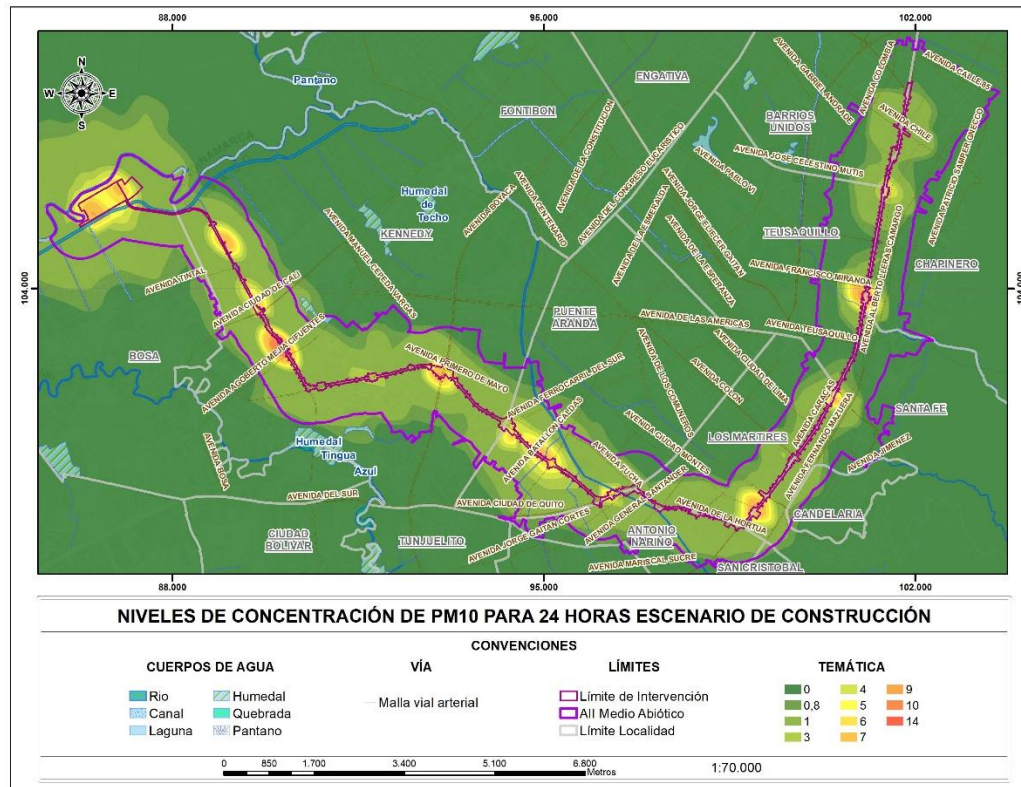 88.000 95.000 102.000
N
W E
S
Pantano
ENGATIVA
FONTIBON
BARRIOS
UNIDOS
AVENIDA GABRIEL ANDRADE
AVENIDA COLOMBIA
AVENIDA CALLE 85
AVENIDA CHILE
AVENIDA DE LA CONSTITUCION
AVENIDA DEL CONGRESO EUCARISTICO
AVENIDA PABLO VI
AVENIDA JOSE CELESTINO MUTIS
AVENIDA PATRICIO SAMPER GNECCO
Humedal
de
Techo
KENNEDY
AVENIDA BOYACA
AVENIDA CENTENARIO
AVENIDA DE LA ESMERALDA
AVENIDA JORGE ELIECER GAITAN
AVENIDA DE LA ESPERANZA
TEUSAQUILLO
CHAPINERO
AVENIDA MANUEL CEPEDA VARGAS
AVENIDA FRANCISCO MIRANDA
AVENIDA ALBERTO LLERAS CAMARGO
104.000 104.000
AVENIDA TINTAL
AVENIDA CIUDAD DE CALI
PUENTE
ARANDA
AVENIDA DE LAS AMERICAS
AVENIDA TEUSAQUILLO
BOSA
AVENIDA AGOBERTO MEJIA CIFUENTES
AVENIDA PRIMERO DE MAYO
AVENIDA FERROCARRIL DEL SUR
AVENIDA DE LOS COMUNEROS
AVENIDA COLON
AVENIDA CIUDAD DE LIMA
AVENIDA CARACAS
AVENIDA FERNANDO MAZUERA
SANTA FE
AVENIDA BATALLON CALDAS
LOS MARTIRES
AVENIDA JIMENEZ
Humedal
Tingua
Azul
AVENIDA BOSA
AVENIDA CIUDAD MONTES
AVENIDA FUCHA
AVENIDA DEL SUR
AVENIDA CIUDAD DE QUITO
AVENIDA GENERAL SANTANDER
AVENIDA DE LA HORTUA
CANDELARIA
CIUDAD
BOLIVAR
TUNJUELITO
AVENIDA JORGE GAITAN CORTES
ANTONIO
NARIÑO
AVENIDA MARISCAL SUCRE
SAN CRISTOBAL
88.000 95.000 102.000
NIVELES DE CONCENTRACIÓN DE PM10 PARA 24 HORAS ESCENARIO DE CONSTRUCCIÓN
CONVENCIONES
CUERPOS DE AGUA VÍA LÍMITES TEMÁTICA
Rio Humedal Malla vial arterial Límite de Intervención 0 4 9
Canal Quebrada AII Medio Abiótico 0,8 5 10
Laguna Pantano Límite Localidad 1 6 14
3 7
0 850 1.700 3.400 5.100 6.800
Metros
1:70.000